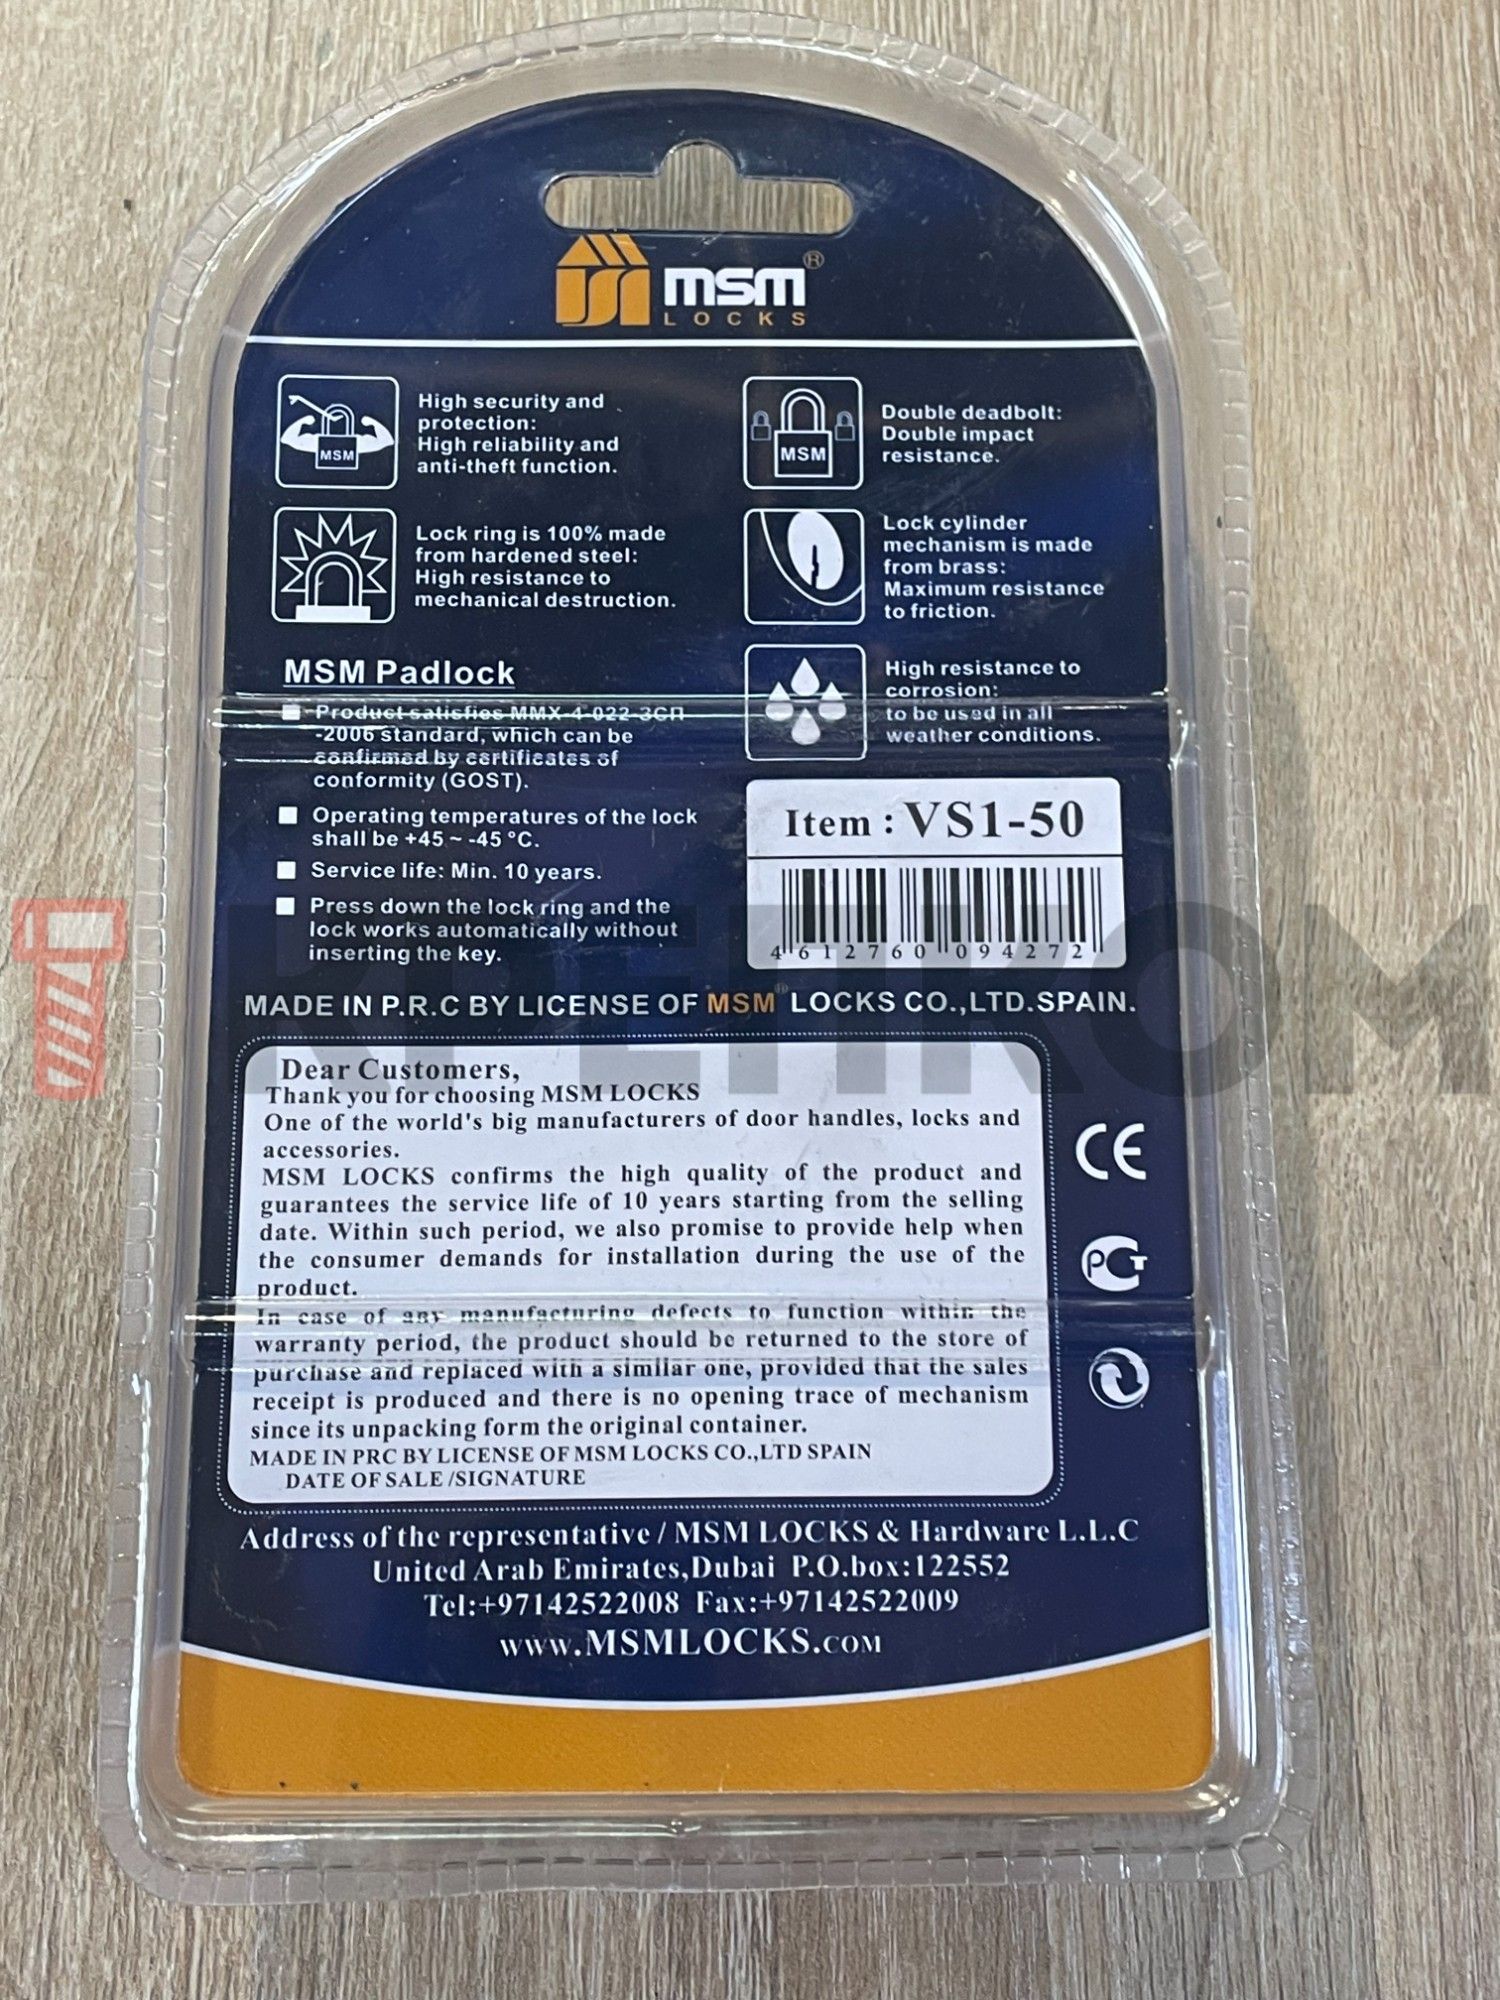 msm®
LOCKS
High security and
protection:
High reliability and
anti-theft function.
MSM
Lock ring is 100% made
from hardened steel:
High resistance to
mechanical destruction.
Double deadbolt:
Double impact
resistance.
MSM
Lock cylinder
mechanism is made
from brass:
Maximum resistance
to friction.
High resistance to
corrosion:
to be used in all
weather conditions.
MSM Padlock
Product satisfies MMX-4-022-3СП
-2006 standard, which can be
confirmed by certificates of
conformity (GOST).
Operating temperatures of the lock
shall be +45 ~ -45 °C.
Service life: Min. 10 years.
Press down the lock ring and the
lock works automatically without
inserting the key.
Item : VS1-50
4 612760 094272
КРЕПКОМ
MADE IN P.R.C BY LICENSE OF MSM® LOCKS CO.,LTD.SPAIN.
Dear Customers,
Thank you for choosing MSM LOCKS
One of the world's big manufacturers of door handles, locks and
accessories.
MSM LOCKS confirms the high quality of the product and
guarantees the service life of 10 years starting from the selling
date. Within such period, we also promise to provide help when
the consumer demands for installation during the use of the
product.
In case of any manufacturing defects to function within the
warranty period, the product should be returned to the store of
purchase and replaced with a similar one, provided that the sales
receipt is produced and there is no opening trace of mechanism
since its unpacking form the original container.
MADE IN PRC BY LICENSE OF MSM LOCKS CO.,LTD SPAIN
DATE OF SALE /SIGNATURE
CE
РСТ
Address of the representative / MSM LOCKS & Hardware L.L.C
United Arab Emirates,Dubai P.O.box:122552
Tel:+97142522008 Fax:+97142522009
www.MSMLOCKS.COM